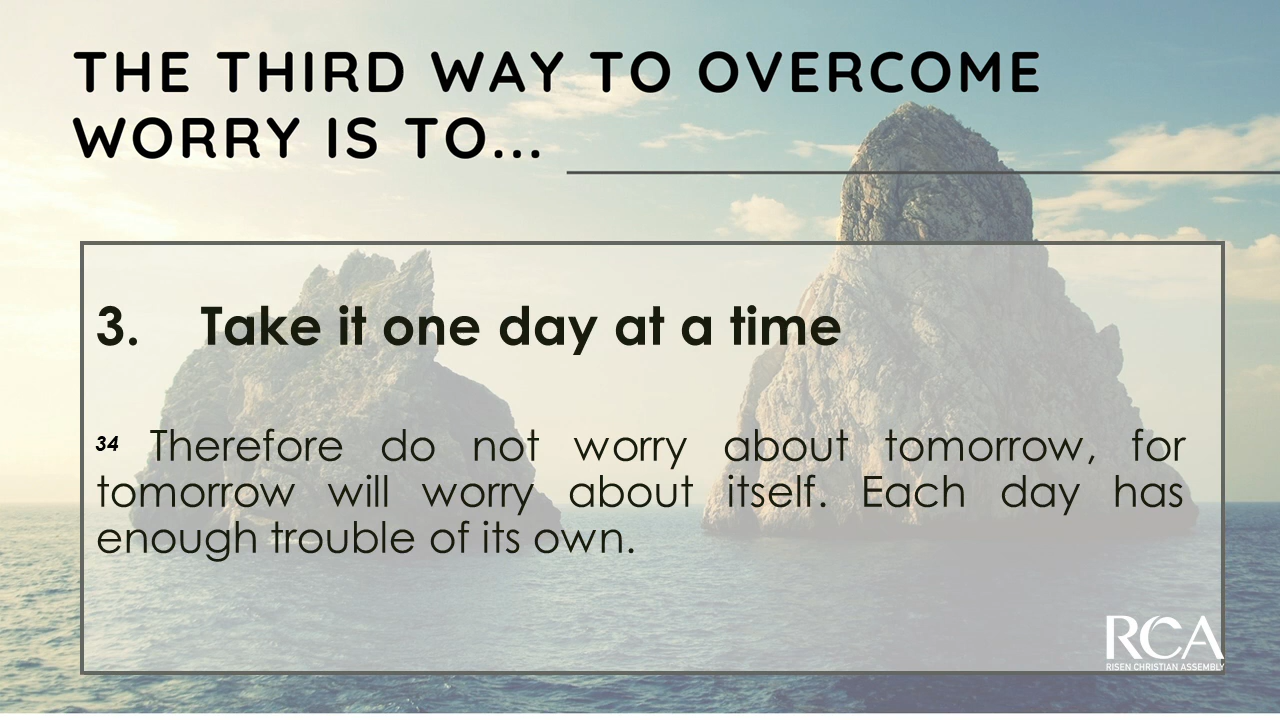 THE THIRD WAY TO OVERCOME
WORRY IS TO...
3. Take it one day at a time
34 Therefore do not worry about tomorrow, for
tomorrow will worry about itself. Each day has
enough trouble of its own.
RCA
RISEN CHRISTIAN ASSEMBLY